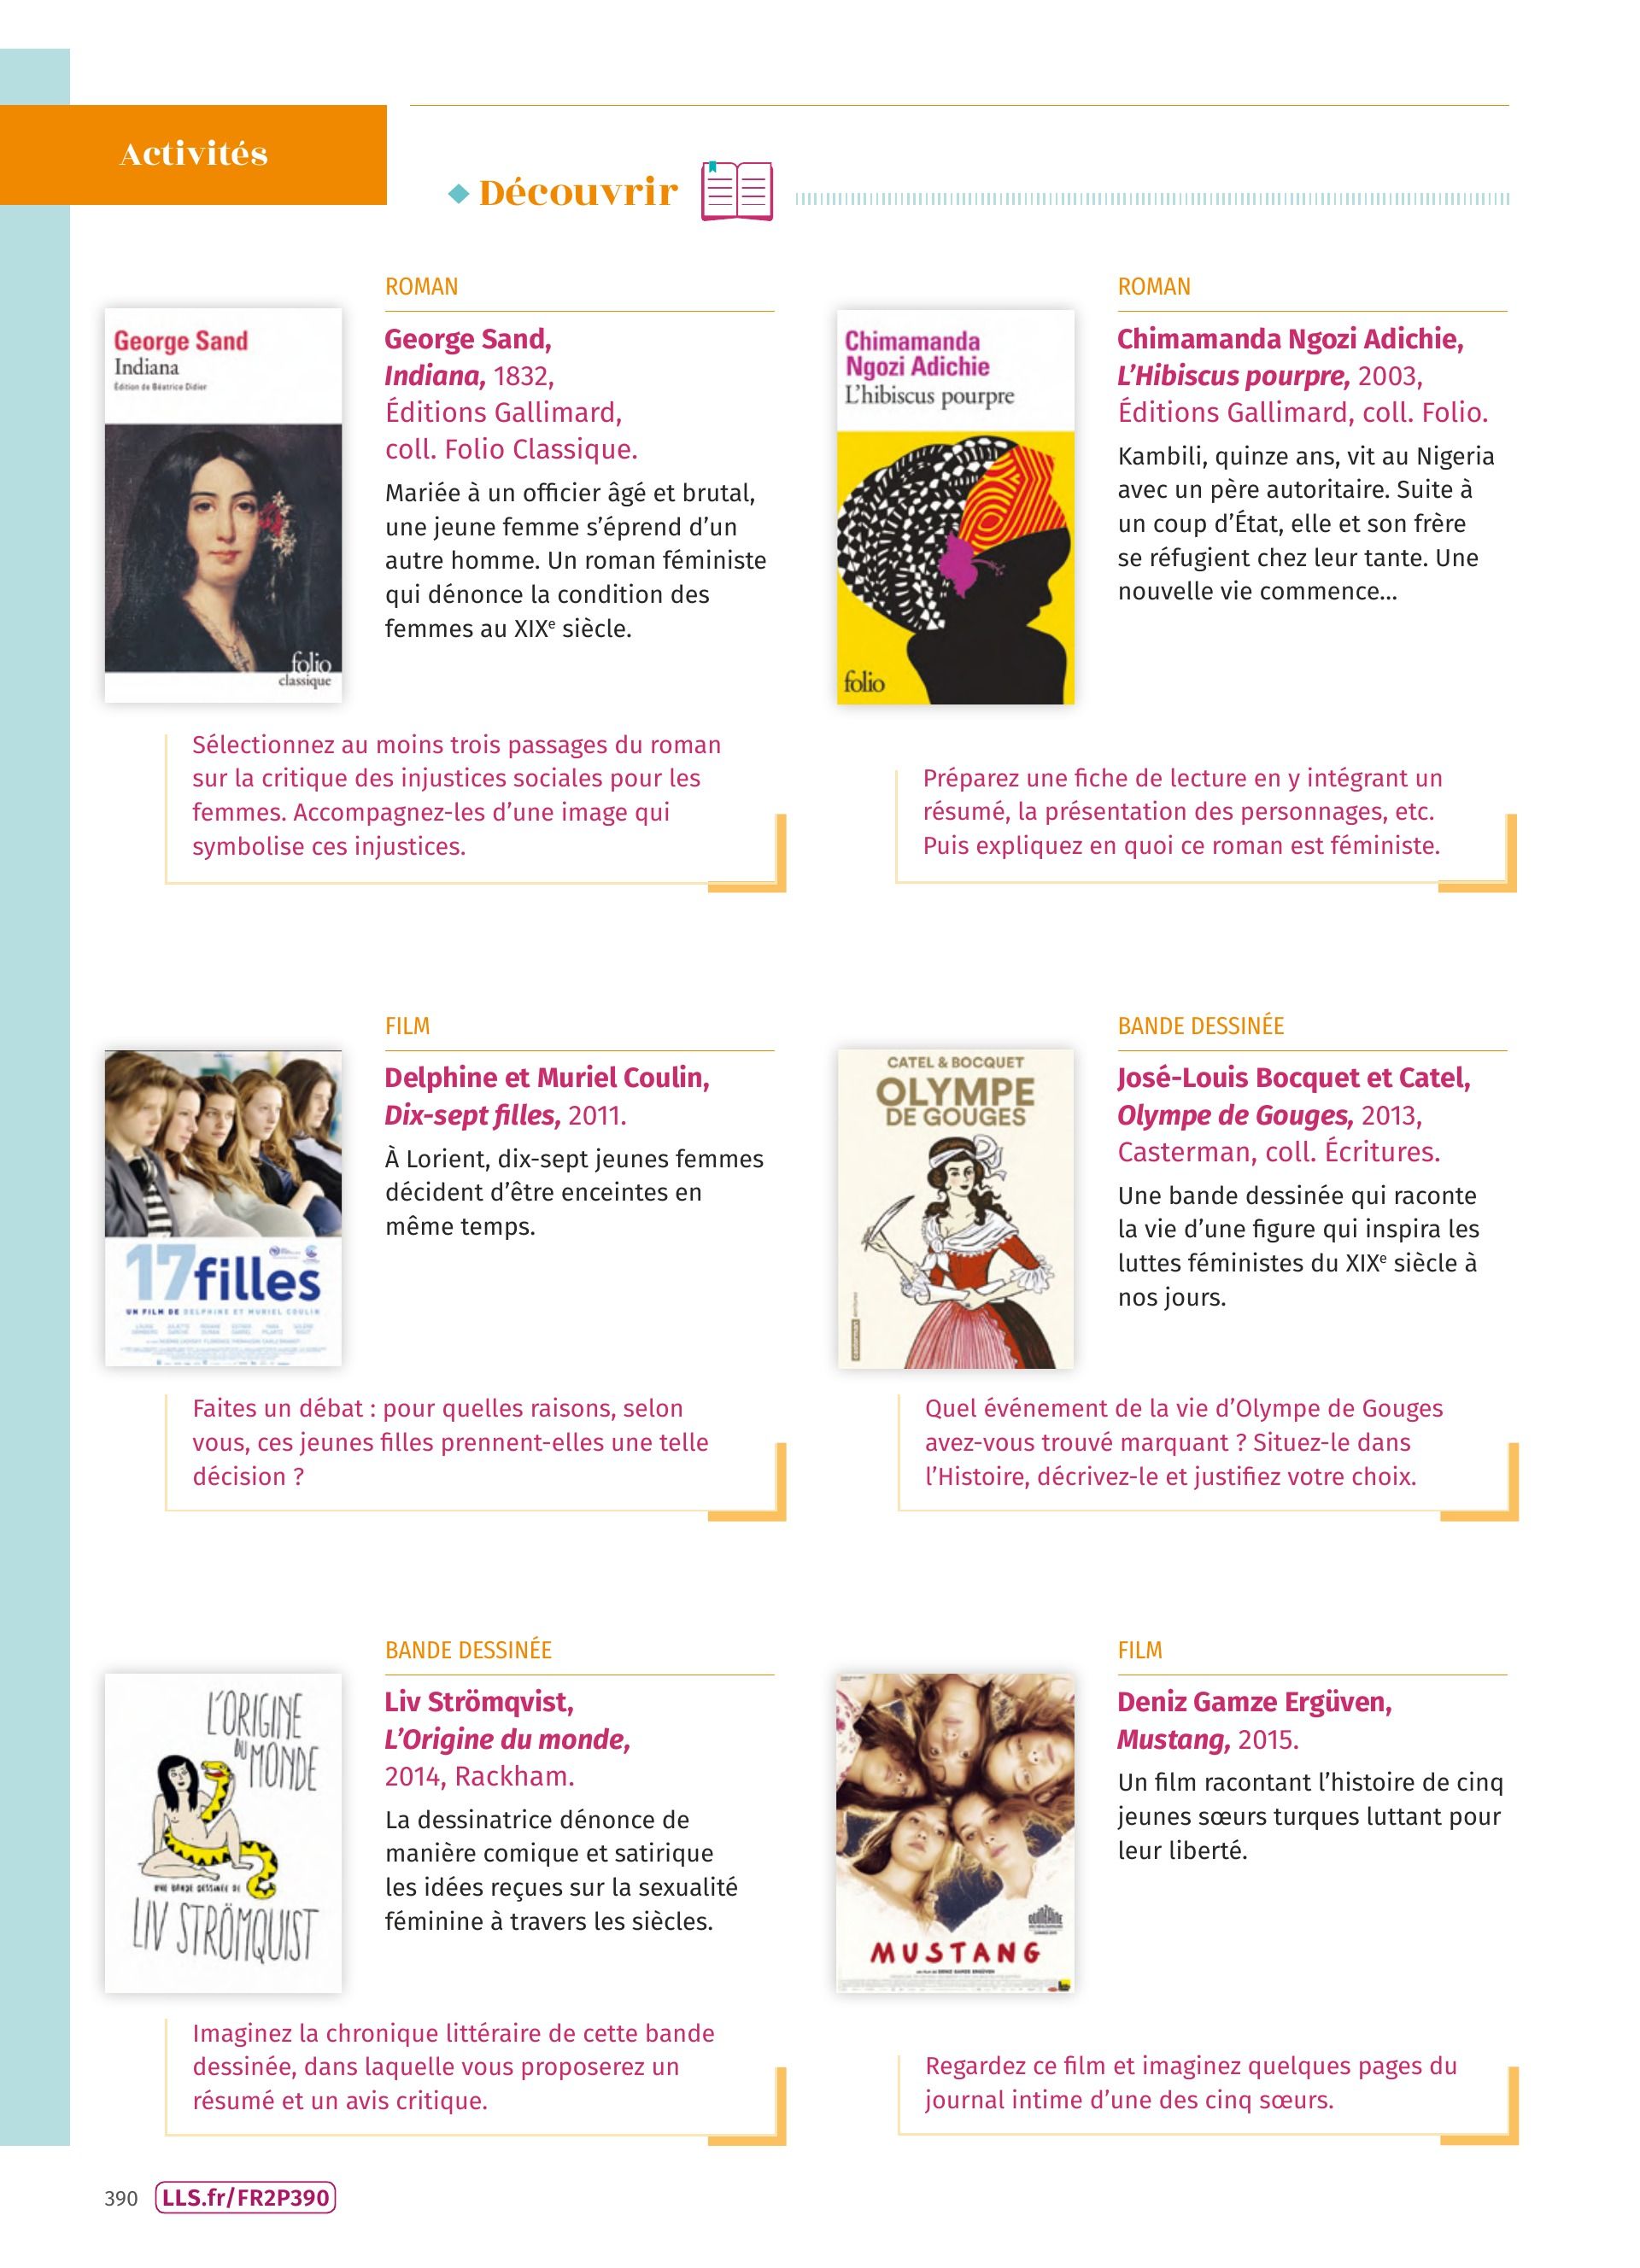 Activités
Découvrir
ROMAN
George Sand
Indiana
Édition de Béatrice Didier
folio
classique
George Sand,
Indiana, 1832,
Éditions Gallimard,
coll. Folio Classique.
Mariée à un officier âgé et brutal,
une jeune femme s’éprend d’un
autre homme. Un roman féministe
qui dénonce la condition des
femmes au XIXe siècle.
Sélectionnez au moins trois passages du roman
sur la critique des injustices sociales pour les
femmes. Accompagnez-les d’une image qui
symbolise ces injustices.
ROMAN
Chimamanda
Ngozi Adichie
L’hibiscus pourpre
folio
Chimamanda Ngozi Adichie,
L’Hibiscus pourpre, 2003,
Éditions Gallimard, coll. Folio.
Kambili, quinze ans, vit au Nigeria
avec un père autoritaire. Suite à
un coup d’État, elle et son frère
se réfugient chez leur tante. Une
nouvelle vie commence…
Préparez une fiche de lecture en y intégrant un
résumé, la présentation des personnages, etc.
Puis expliquez en quoi ce roman est féministe.
FILM
17filles
UN FILM DE DELPHINE ET MURIEL COULIN
Delphine et Muriel Coulin,
Dix-sept filles, 2011.
À Lorient, dix-sept jeunes femmes
décident d’être enceintes en
même temps.
Faites un débat : pour quelles raisons, selon
vous, ces jeunes filles prennent-elles une telle
décision ?
BANDE DESSINÉE
CATEL & BOCQUET
OLYMPE
DE GOUGES
José-Louis Bocquet et Catel,
Olympe de Gouges, 2013,
Casterman, coll. Écritures.
Une bande dessinée qui raconte
la vie d’une figure qui inspira les
luttes féministes du XIXe siècle à
nos jours.
Quel événement de la vie d’Olympe de Gouges
avez-vous trouvé marquant ? Situez-le dans
l’Histoire, décrivez-le et justifiez votre choix.
BANDE DESSINÉE
L’ORIGINE
DU MONDE
UNE BANDE DESSINÉE DE
LIV STRÖMQUIST
Liv Strömqvist,
L’Origine du monde,
2014, Rackham.
La dessinatrice dénonce de
manière comique et satirique
les idées reçues sur la sexualité
féminine à travers les siècles.
Imaginez la chronique littéraire de cette bande
dessinée, dans laquelle vous proposerez un
résumé et un avis critique.
FILM
MUSTANG
UN FILM DE DENIZ GAMZE ERGÜVEN
Deniz Gamze Ergüven,
Mustang, 2015.
Un film racontant l’histoire de cinq
jeunes sœurs turques luttant pour
leur liberté.
Regardez ce film et imaginez quelques pages du
journal intime d’une des cinq sœurs.
390 LLS.fr/FR2P390